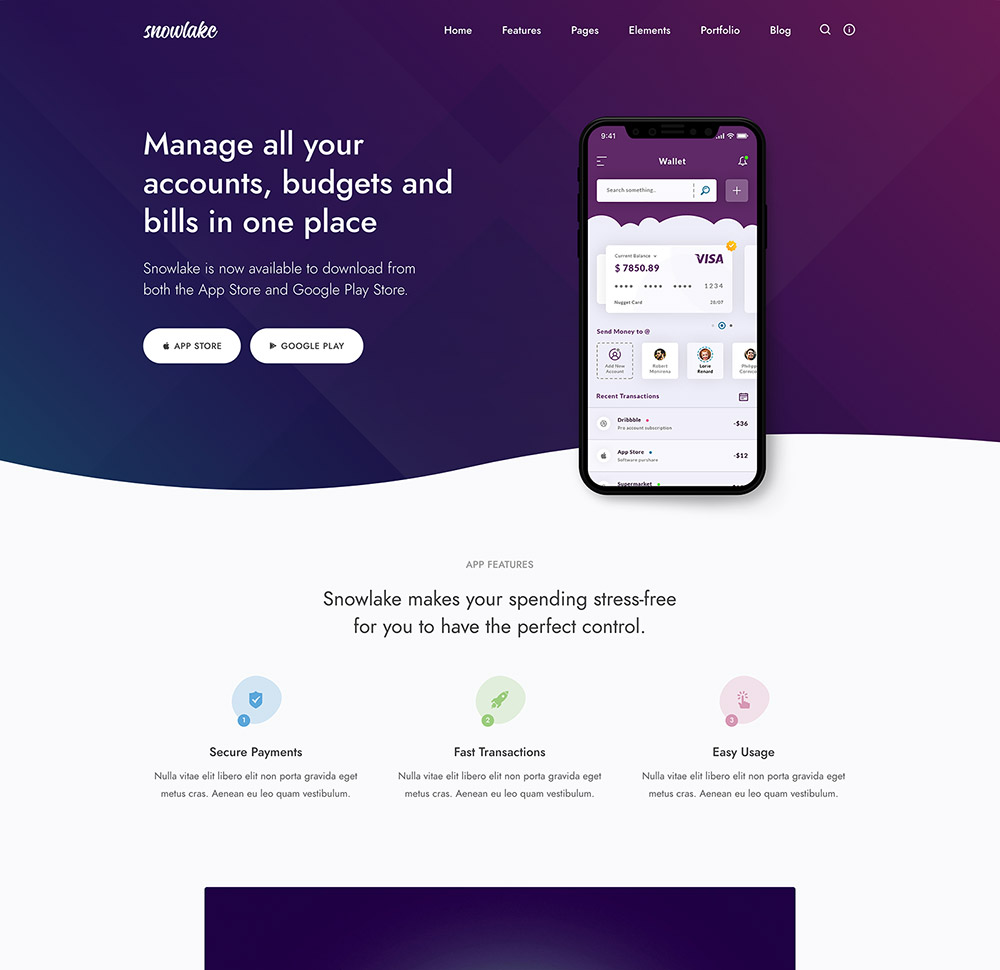 snowlake
Home Features Pages Elements Portfolio Blog
Manage all your
accounts, budgets and
bills in one place
Snowlake is now available to download from
both the App Store and Google Play Store.
APP STORE GOOGLE PLAY
9:41
Wallet
Search something..
Current Balance
VISA
$ 7850.89
1234
Nugget Card 28/07
Send Money to @
Add New
Account
Robert
Lorie
Renard
Recent Transactions
Dribbble
Pro account subscription
-$36
App Store
Software purchase
-$12
Supermarket
APP FEATURES
Snowlake makes your spending stress-free
for you to have the perfect control.
1
2
3
Secure Payments
Nulla vitae elit libero elit non porta gravida eget
metus cras. Aenean eu leo quam vestibulum.
Fast Transactions
Nulla vitae elit libero elit non porta gravida eget
metus cras. Aenean eu leo quam vestibulum.
Easy Usage
Nulla vitae elit libero elit non porta gravida eget
metus cras. Aenean eu leo quam vestibulum.